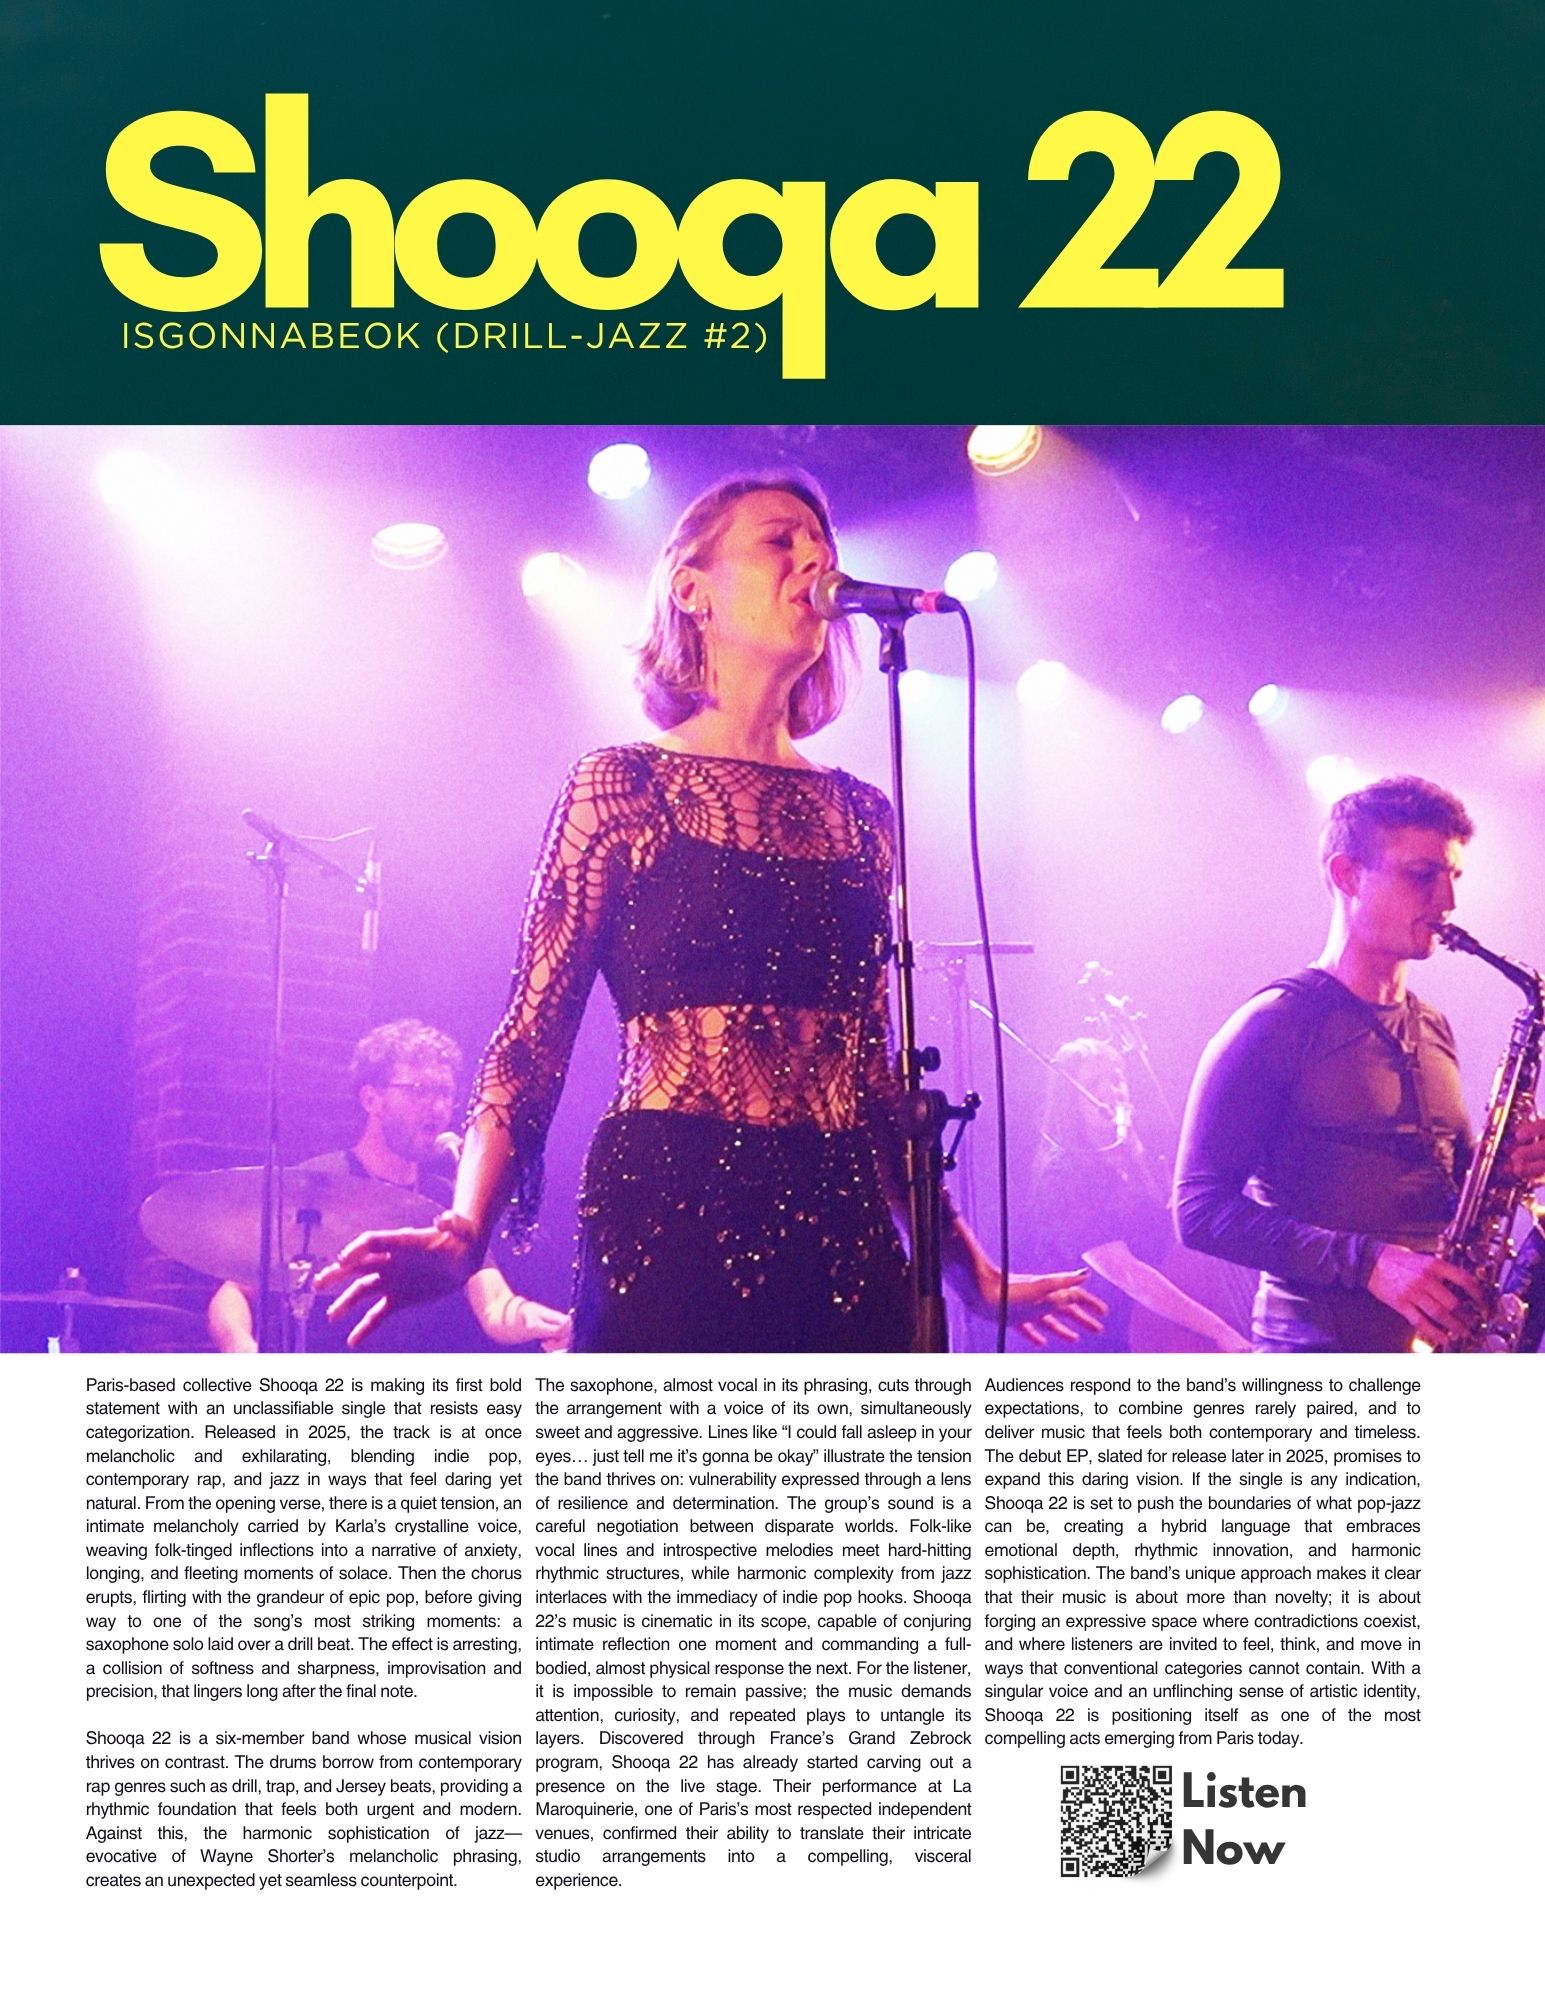 Shooqa 22
ISGONNABEOK (DRILL-JAZZ #2)
Paris-based collective Shooqa 22 is making its first bold
statement with an unclassifiable single that resists easy
categorization. Released in 2025, the track is at once
melancholic and exhilarating, blending indie pop,
contemporary rap, and jazz in ways that feel daring yet
natural. From the opening verse, there is a quiet tension, an
intimate melancholy carried by Karla’s crystalline voice,
weaving folk-tinged inflections into a narrative of anxiety,
longing, and fleeting moments of solace. Then the chorus
erupts, flirting with the grandeur of epic pop, before giving
way to one of the song’s most striking moments: a
saxophone solo laid over a drill beat. The effect is arresting,
a collision of softness and sharpness, improvisation and
precision, that lingers long after the final note.
Shooqa 22 is a six-member band whose musical vision
thrives on contrast. The drums borrow from contemporary
rap genres such as drill, trap, and Jersey beats, providing a
rhythmic foundation that feels both urgent and modern.
Against this, the harmonic sophistication of jazz—
evocative of Wayne Shorter’s melancholic phrasing,
creates an unexpected yet seamless counterpoint.
The saxophone, almost vocal in its phrasing, cuts through
the arrangement with a voice of its own, simultaneously
sweet and aggressive. Lines like “I could fall asleep in your
eyes… just tell me it’s gonna be okay” illustrate the tension
the band thrives on: vulnerability expressed through a lens
of resilience and determination. The group’s sound is a
careful negotiation between disparate worlds. Folk-like
vocal lines and introspective melodies meet hard-hitting
rhythmic structures, while harmonic complexity from jazz
interlaces with the immediacy of indie pop hooks. Shooqa
22’s music is cinematic in its scope, capable of conjuring
intimate reflection one moment and commanding a full-
bodied, almost physical response the next. For the listener,
it is impossible to remain passive; the music demands
attention, curiosity, and repeated plays to untangle its
layers. Discovered through France’s Grand Zebrock
program, Shooqa 22 has already started carving out a
presence on the live stage. Their performance at La
Maroquinerie, one of Paris’s most respected independent
venues, confirmed their ability to translate their intricate
studio arrangements into a compelling, visceral
experience.
Audiences respond to the band’s willingness to challenge
expectations, to combine genres rarely paired, and to
deliver music that feels both contemporary and timeless.
The debut EP, slated for release later in 2025, promises to
expand this daring vision. If the single is any indication,
Shooqa 22 is set to push the boundaries of what pop-jazz
can be, creating a hybrid language that embraces
emotional depth, rhythmic innovation, and harmonic
sophistication. The band’s unique approach makes it clear
that their music is about more than novelty; it is about
forging an expressive space where contradictions coexist,
and where listeners are invited to feel, think, and move in
ways that conventional categories cannot contain. With a
singular voice and an unflinching sense of artistic identity,
Shooqa 22 is positioning itself as one of the most
compelling acts emerging from Paris today.
Listen
Now